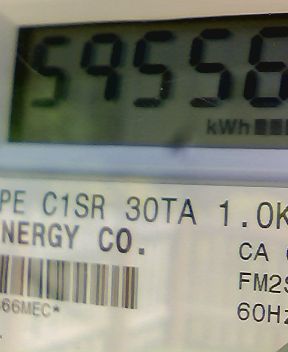 59556
kWh
PE C1SR 30TA 1.0K
NERGY CO.
CA
FM2S
66MEC*
60Hz